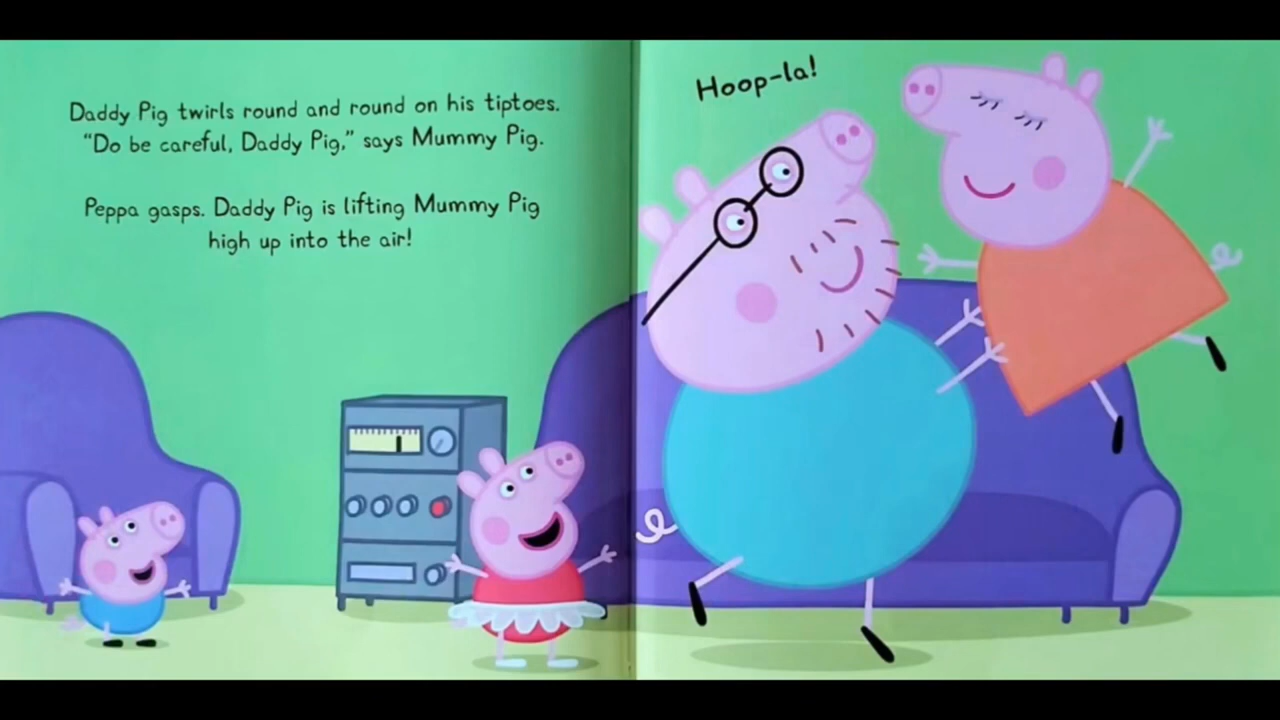 Daddy Pig twirls round and round on his tiptoes.
“Do be careful, Daddy Pig,” says Mummy Pig.
Peppa gasps. Daddy Pig is lifting Mummy Pig
high up into the air!
Hoop-la!